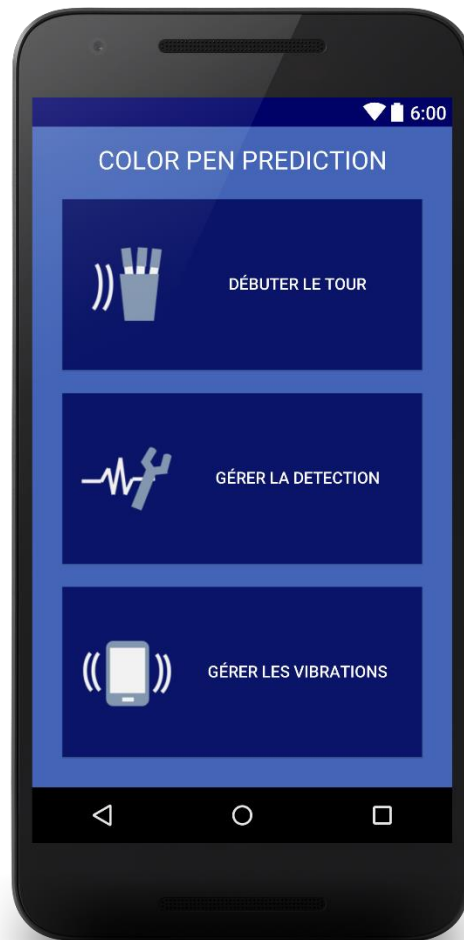 6:00
COLOR PEN PREDICTION
DÉBUTER LE TOUR
GÉRER LA DETECTION
GÉRER LES VIBRATIONS